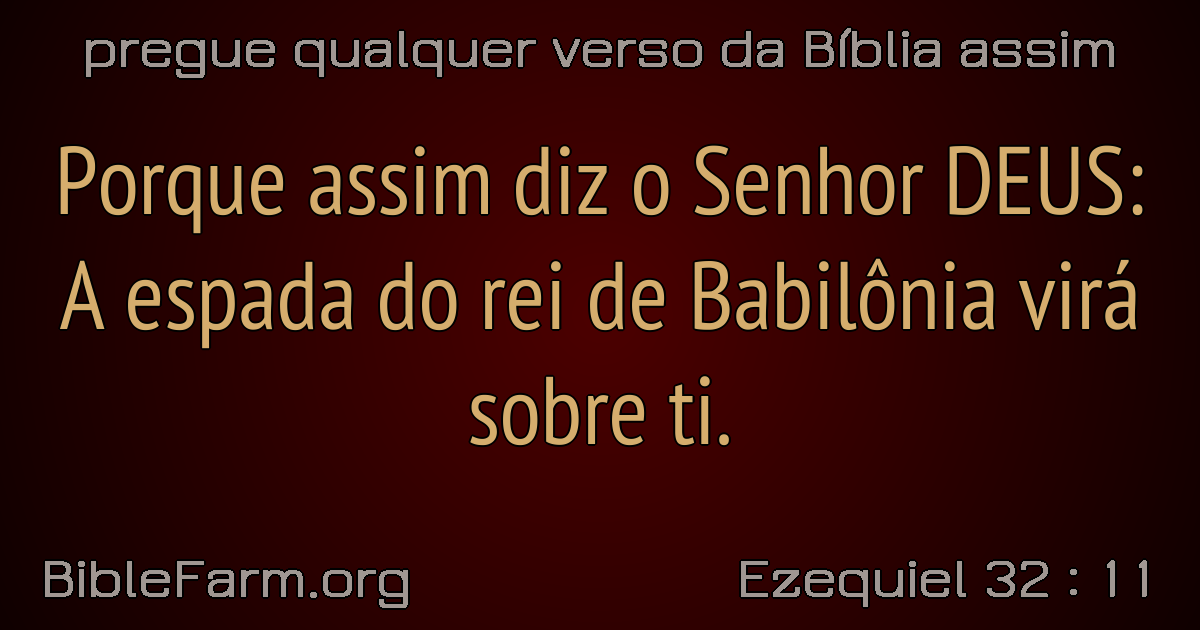 pregue qualquer verso da Bíblia assim
Porque assim diz o Senhor DEUS:
A espada do rei de Babilônia virá
sobre ti.
BibleFarm.org
Ezequiel 32 : 11